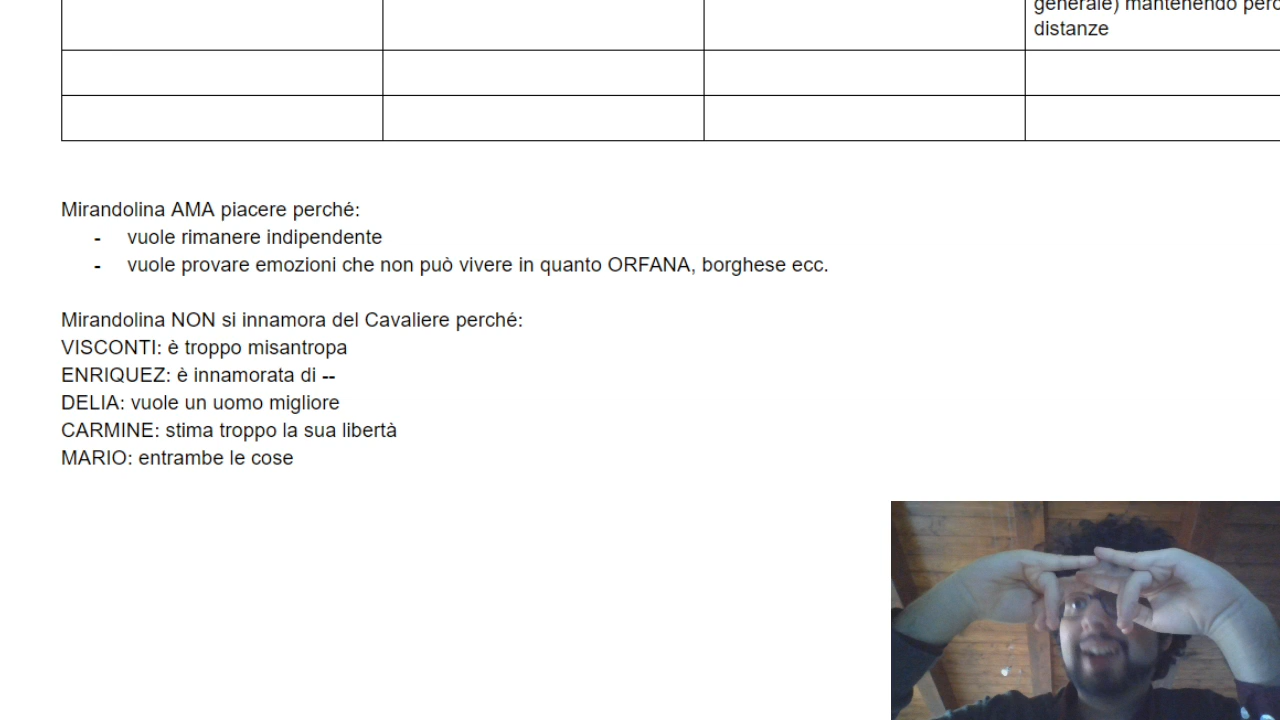 generale) mantenendo però
distanze
Mirandolina AMA piacere perché:
- vuole rimanere indipendente
- vuole provare emozioni che non può vivere in quanto ORFANA, borghese ecc.
Mirandolina NON si innamora del Cavaliere perché:
VISCONTI: è troppo misantropa
ENRIQUEZ: è innamorata di --
DELIA: vuole un uomo migliore
CARMINE: stima troppo la sua libertà
MARIO: entrambe le cose